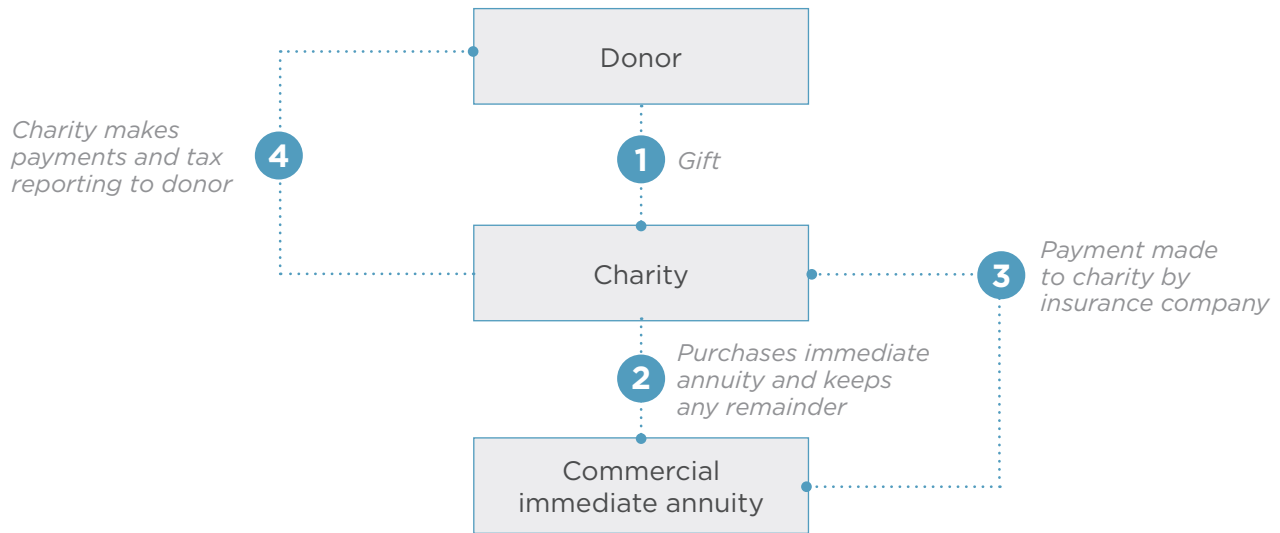 Donor
Charity makes
payments and tax
reporting to donor
4
1
Gift
Charity
3
Payment made
to charity by
insurance company
2
Purchases immediate
annuity and keeps
any remainder
Commercial
immediate annuity